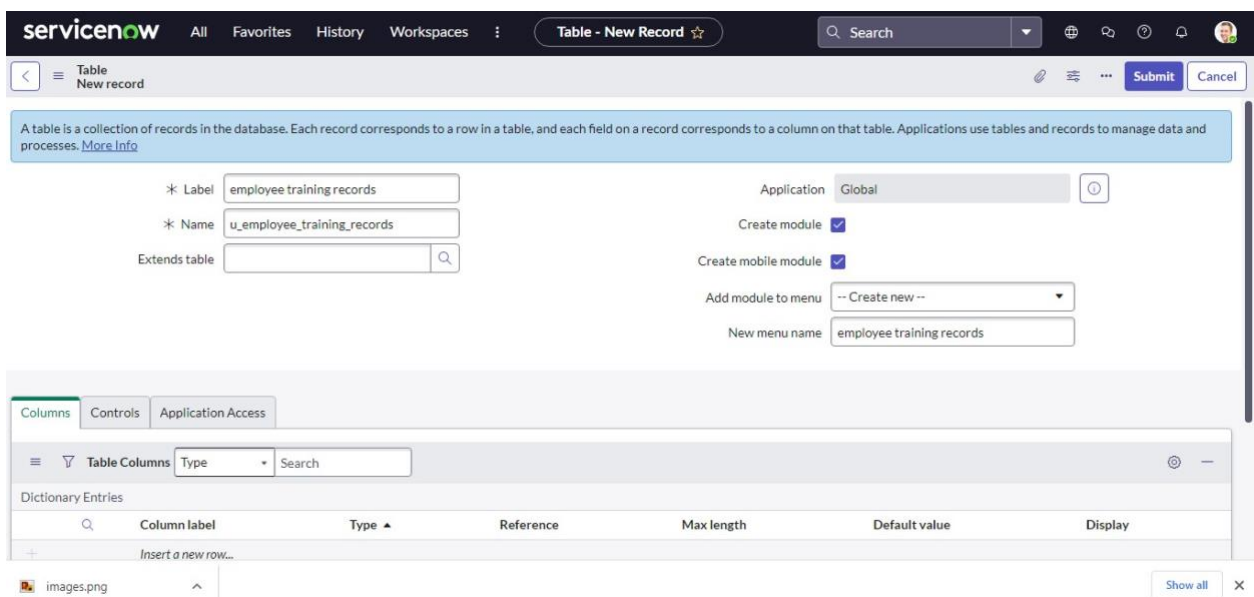 servicenow All Favorites History Workspaces Table - New Record Search
Table
New record
Submit Cancel
A table is a collection of records in the database. Each record corresponds to a row in a table, and each field on a record corresponds to a column on that table. Applications use tables and records to manage data and
processes. More Info
Label employee training records Application Global
Name u_employee_training_records Create module
Extends table Create mobile module
Add module to menu -- Create new --
New menu name employee training records
Columns Controls Application Access
Table Columns Type Search
Dictionary Entries
Column label Type Reference Max length Default value Display
Insert a new row...
images.png Show all